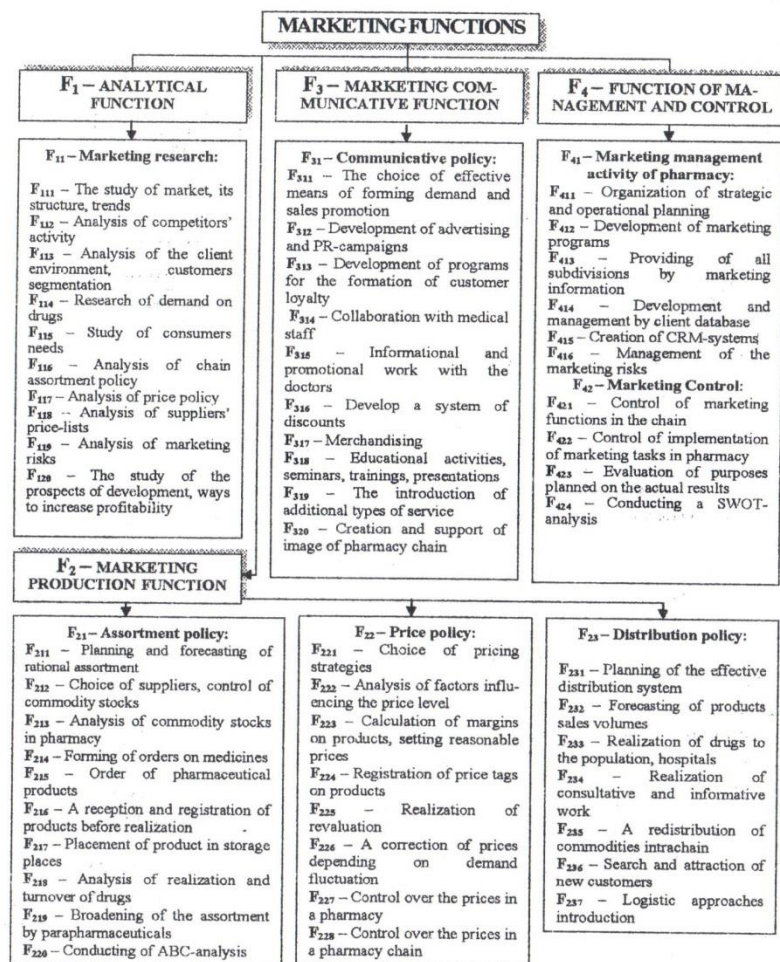 MARKETING FUNCTIONS
F1 – ANALYTICAL
FUNCTION
F11 – Marketing research:
F111 – The study of market, its
structure, trends
F112 – Analysis of competitors'
activity
F113 – Analysis of the client
environment, customers
segmentation
F114 – Research of demand on
drugs
F115 – Study of consumers
needs
F116 – Analysis of chain
assortment policy
F117 – Analysis of price policy
F118 – Analysis of suppliers'
price-lists
F119 – Analysis of marketing
risks
F120 – The study of the
prospects of development, ways
to increase profitability
F3 – MARKETING COM-
MUNICATIVE FUNCTION
F31 – Communicative policy:
F311 – The choice of effective
means of forming demand and
sales promotion
F312 – Development of advertising
and PR-campaigns
F313 – Development of programs
for the formation of customer
loyalty
F314 – Collaboration with medical
staff
F315 – Informational and
promotional work with the
doctors
F316 – Develop a system of
discounts
F317 – Merchandising
F318 – Educational activities,
seminars, trainings, presentations
F319 – The introduction of
additional types of service
F320 – Creation and support of
image of pharmacy chain
F4 – FUNCTION OF MA-
NAGEMENT AND CONTROL
F41 – Marketing management
activity of pharmacy:
F411 – Organization of strategic
and operational planning
F412 – Development of marketing
programs
F413 – Providing of all
subdivisions by marketing
information
F414 – Development and
management by client database
F415 – Creation of CRM-systems
F416 – Management of the
marketing risks
F42 – Marketing Control:
F421 – Control of marketing
functions in the chain
F422 – Control of implementation
of marketing tasks in pharmacy
F423 – Evaluation of purposes
planned on the actual results
F424 – Conducting a SWOT-
analysis
F2 – MARKETING
PRODUCTION FUNCTION
F21 – Assortment policy:
F211 – Planning and forecasting of
rational assortment
F212 – Choice of suppliers, control of
commodity stocks
F213 – Analysis of commodity stocks
in pharmacy
F214 – Forming of orders on medicines
F215 – Order of pharmaceutical
products
F216 – A reception and registration of
products before realization
F217 – Placement of product in storage
places
F218 – Analysis of realization and
turnover of drugs
F219 – Broadening of the assortment
by parapharmaceuticals
F220 – Conducting of ABC-analysis
F22 – Price policy:
F221 – Choice of pricing
strategies
F222 – Analysis of factors influ-
encing the price level
F223 – Calculation of margins
on products, setting reasonable
prices
F224 – Registration of price tags
on products
F225 – Realization of
revaluation
F226 – A correction of prices
depending on demand
fluctuation
F227 – Control over the prices in
a pharmacy
F228 – Control over the prices in
a pharmacy chain
F23 – Distribution policy:
F231 – Planning of the effective
distribution system
F232 – Forecasting of products
sales volumes
F233 – Realization of drugs to
the population, hospitals
F234 – Realization of
consultative and informative
work
F235 – A redistribution of
commodities intrachain
F236 – Search and attraction of
new customers
F237 – Logistic approaches
introduction